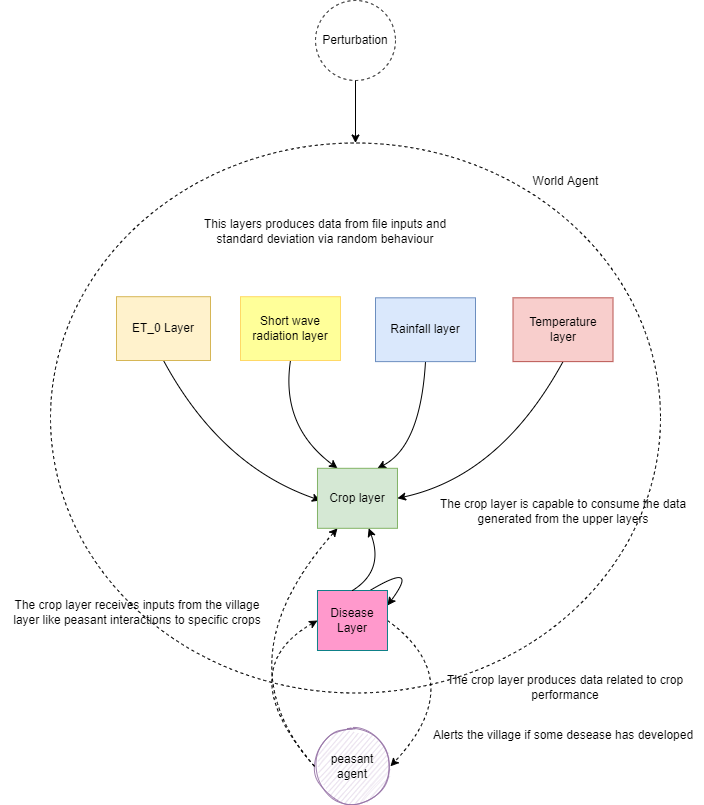 Perturbation
World Agent
This layers produces data from file inputs and
standard deviation via random behaviour
ET_0 Layer
Short wave
radiation layer
Rainfall layer
Temperature
layer
Crop layer
The crop layer is capable to consume the data
generated from the upper layers
The crop layer receives inputs from the village
layer like peasant interactions to specific crops
Disease
Layer
The crop layer produces data related to crop
performance
Alerts the village if some desease has developed
peasant
agent